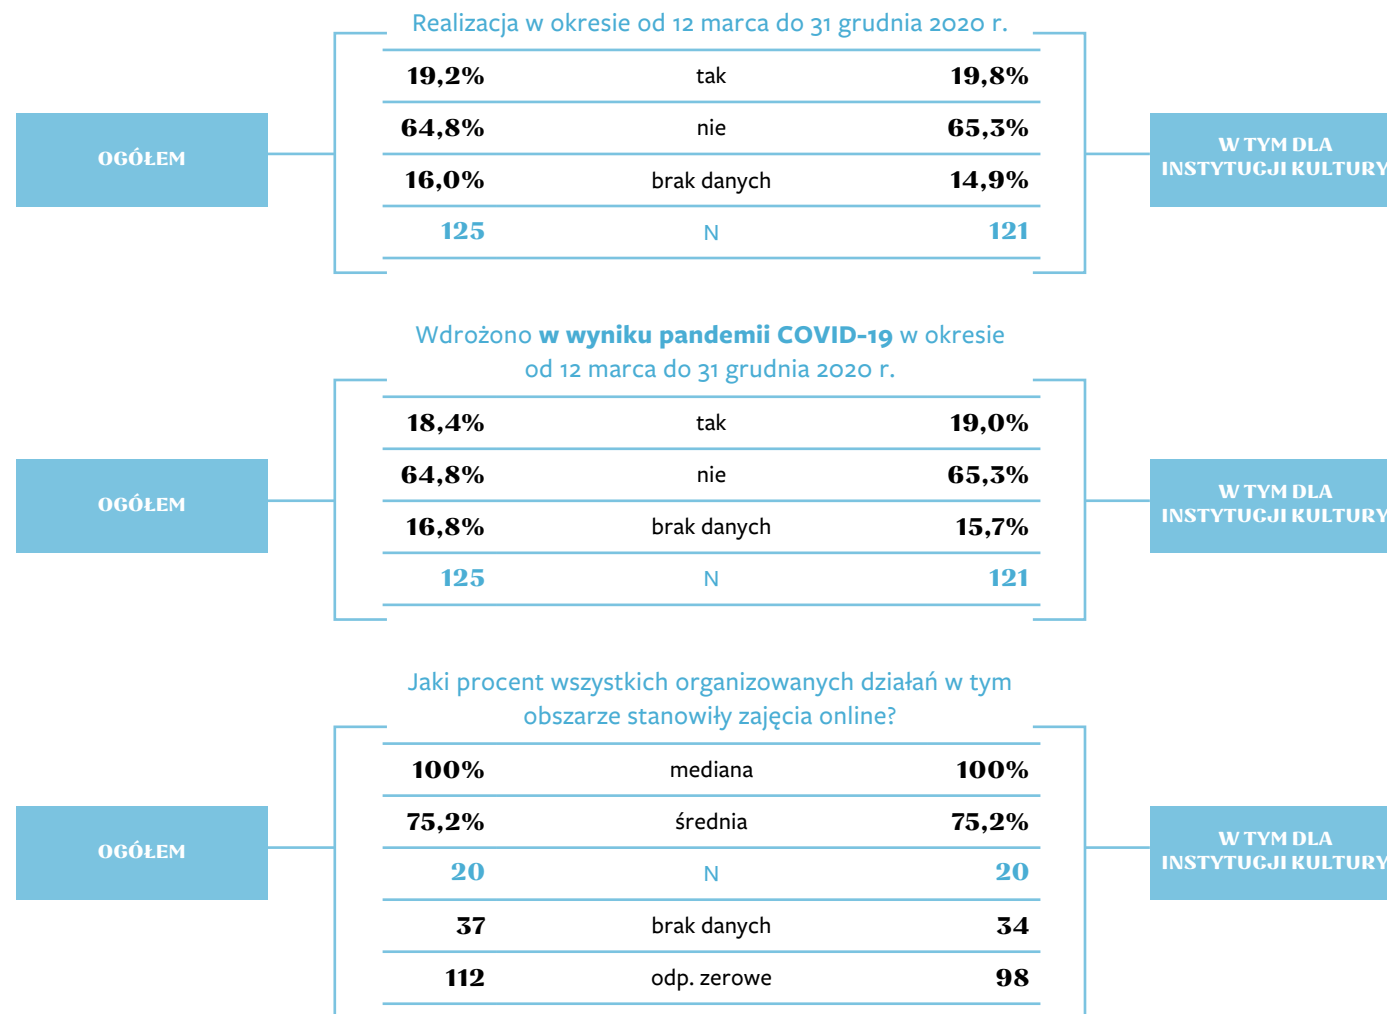 Realizacja w okresie od 12 marca do 31 grudnia 2020 r.
19,2% tak 19,8%
64,8% nie 65,3%
OGÓŁEM
W TYM DLA
INSTYTUCJI KULTURY
16,0% brak danych 14,9%
125 N 121
Wdrożono w wyniku pandemii COVID-19 w okresie
od 12 marca do 31 grudnia 2020 r.
18,4% tak 19,0%
64,8% nie 65,3%
OGÓŁEM
W TYM DLA
INSTYTUCJI KULTURY
16,8% brak danych 15,7%
125 N 121
Jaki procent wszystkich organizowanych działań w tym
obszarze stanowiły zajęcia online?
100% mediana 100%
75,2% średnia 75,2%
OGÓŁEM
W TYM DLA
INSTYTUCJI KULTURY
20 N 20
37 brak danych 34
112 odp. zerowe 98